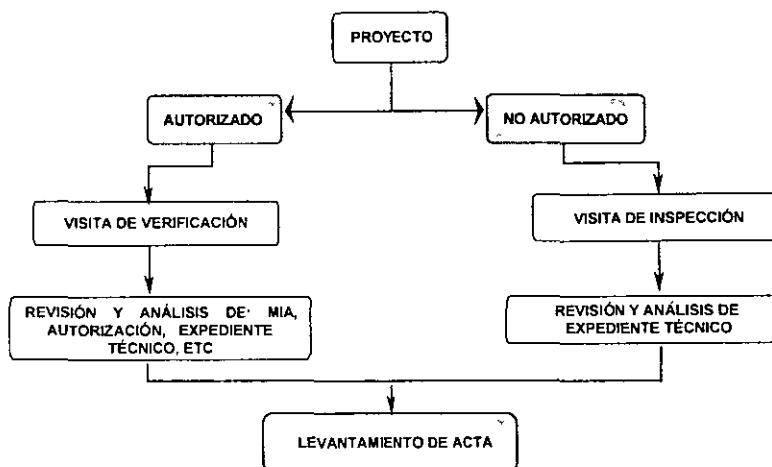 PROYECTO
AUTORIZADO
NO AUTORIZADO
VISITA DE VERIFICACIÓN
VISITA DE INSPECCIÓN
REVISIÓN Y ANÁLISIS DE· MIA,
AUTORIZACIÓN, EXPEDIENTE
TÉCNICO, ETC
REVISIÓN Y ANÁLISIS DE
EXPEDIENTE TÉCNICO
LEVANTAMIENTO DE ACTA